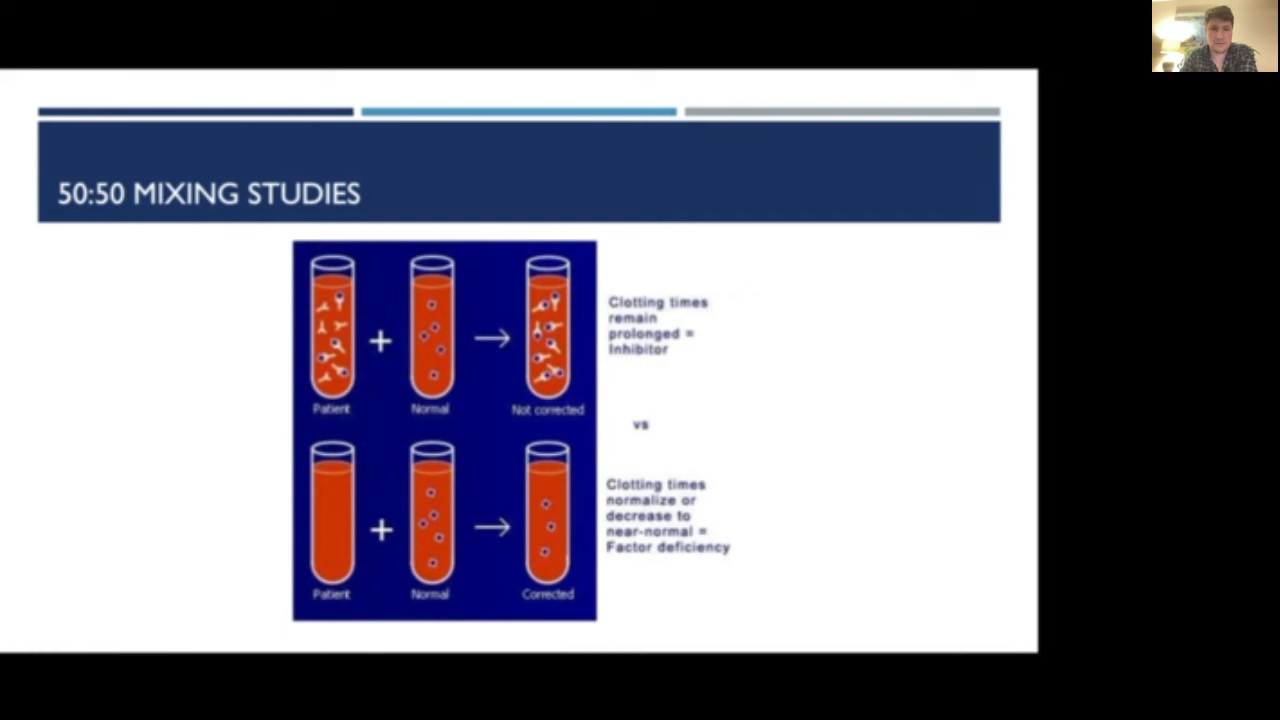 50:50 MIXING STUDIES
Patient
Normal
Not corrected
Clotting times
remain
prolonged =
Inhibitor
vs
Patient
Normal
Corrected
Clotting times
normalize or
decrease to
near-normal =
Factor deficiency